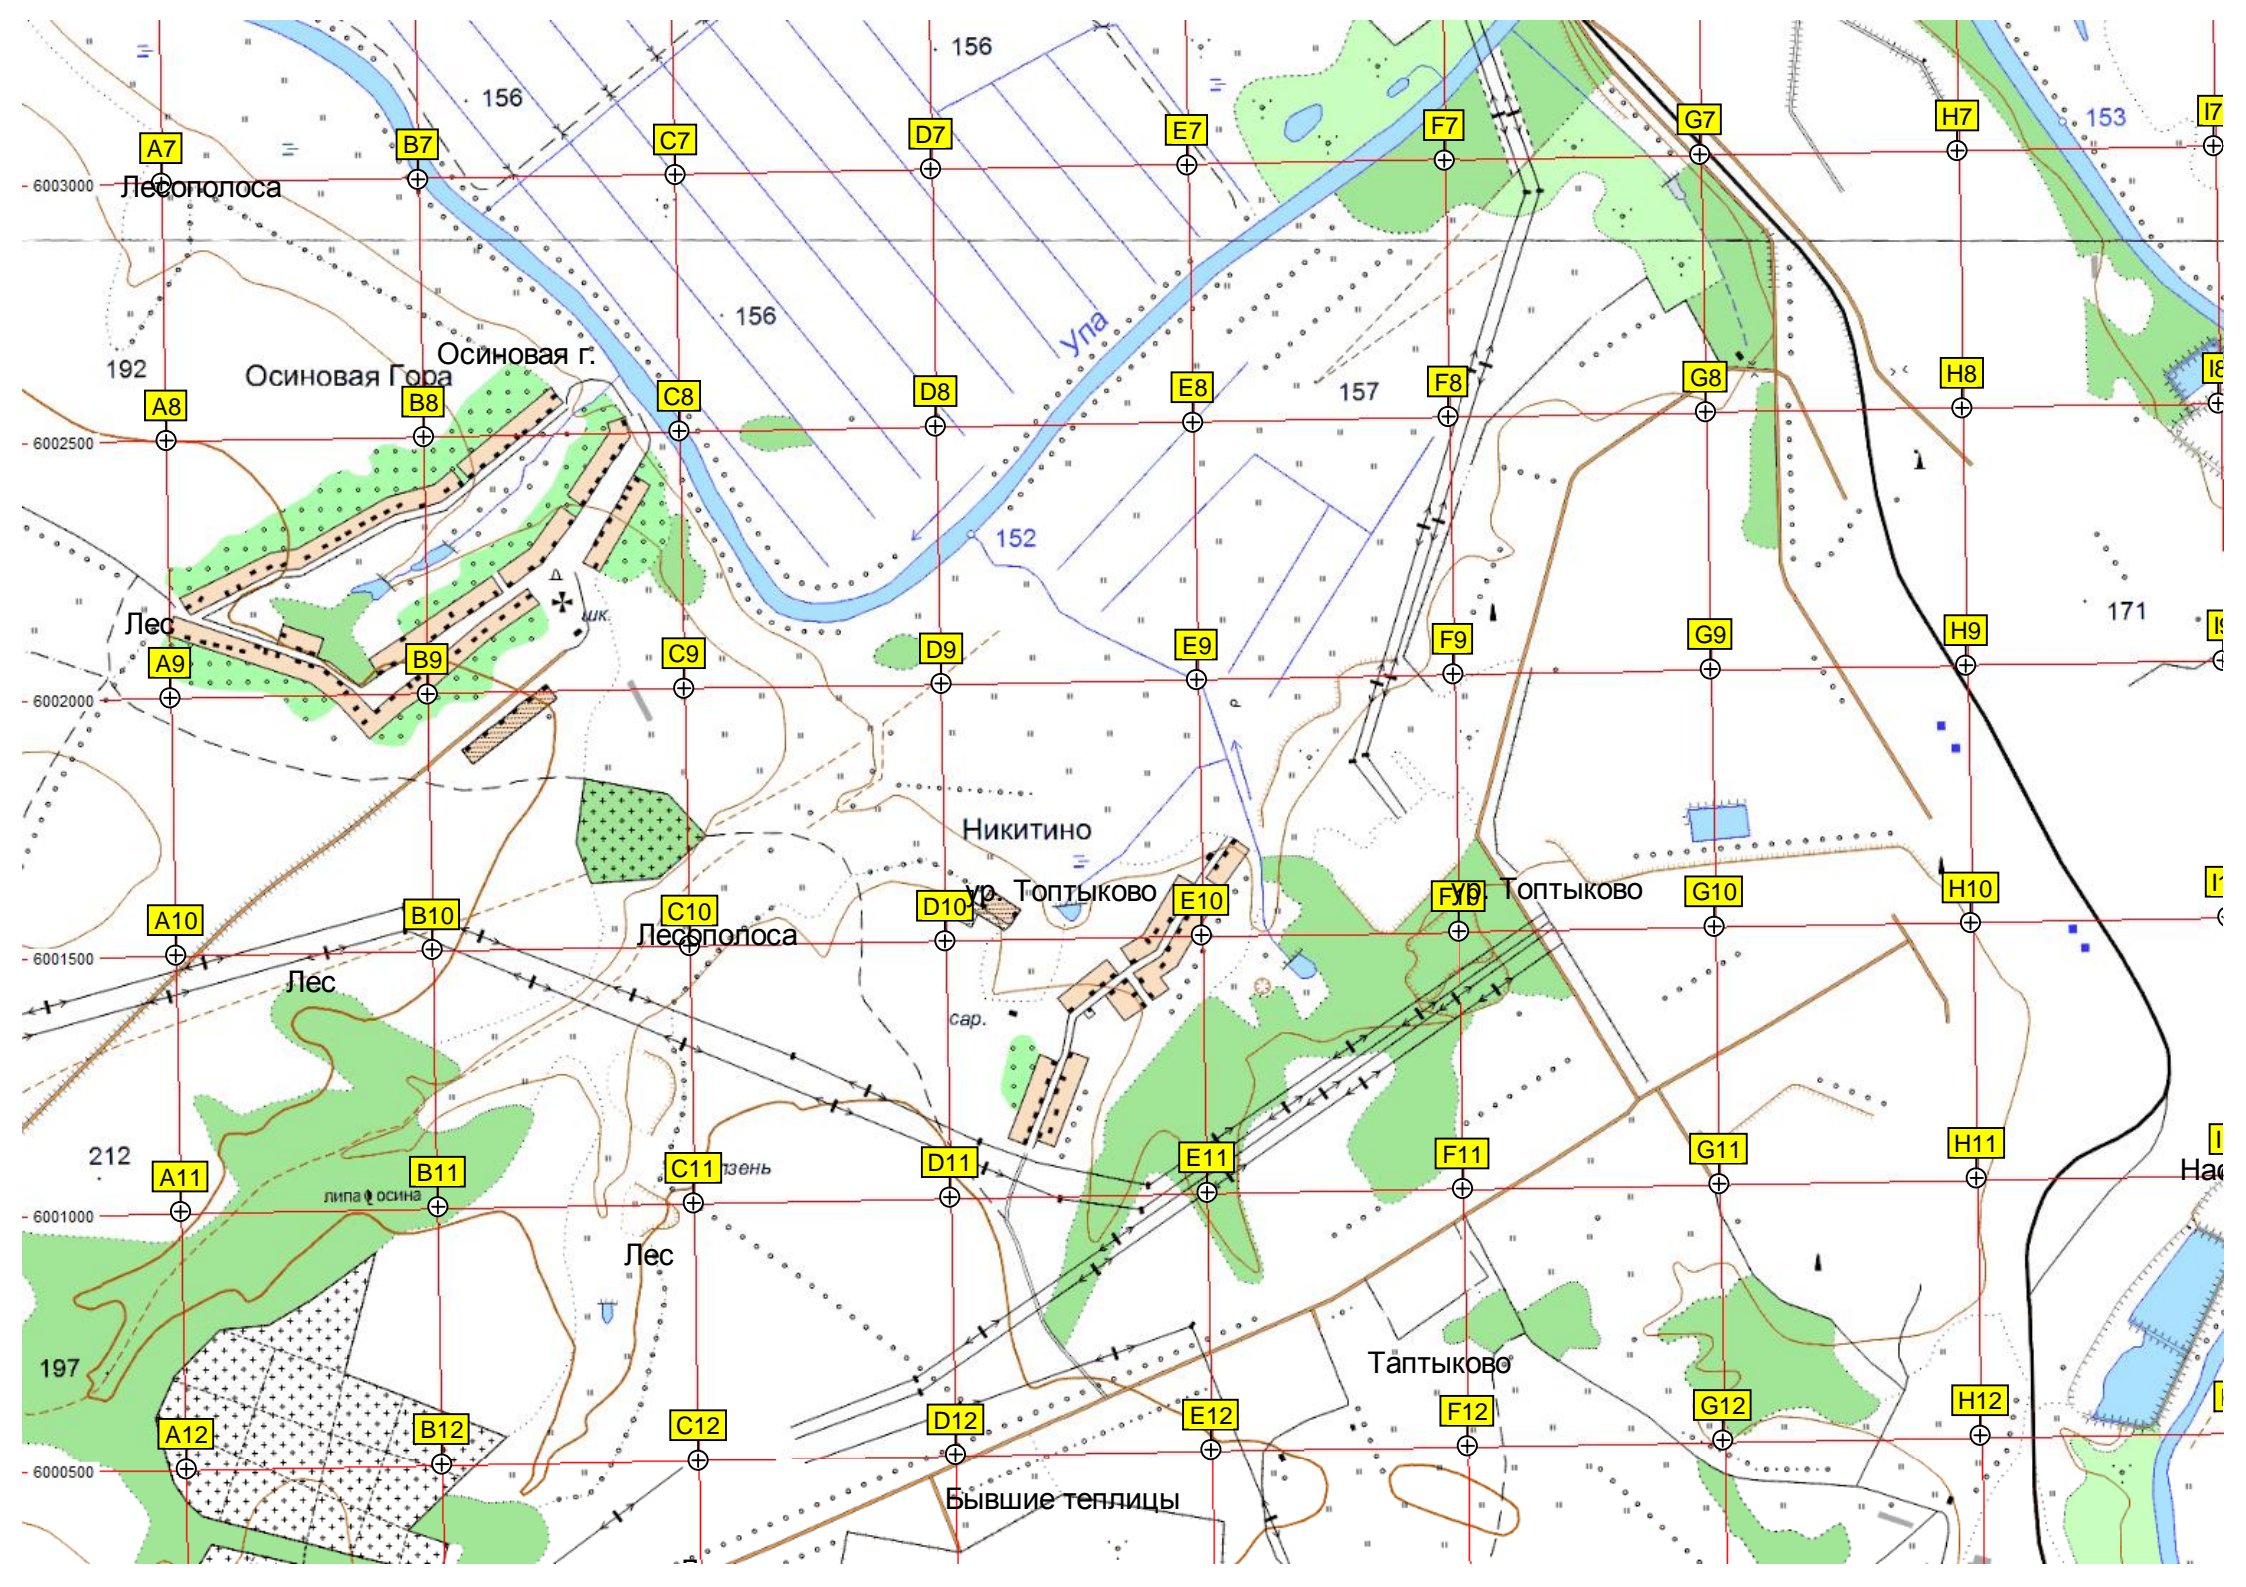 156
156
153
A7
B7
C7
D7
E7
F7
G7
H7
I7
6003000
Лесополоса
156
Упа
192
Осиновая г.
Осиновая Гора
157
A8
B8
C8
D8
E8
F8
G8
H8
I8
6002500
152
171
шк.
Лес
A9
B9
C9
D9
E9
F9
G9
H9
6002000
Никитино
ур. Топтыково
ур. Топтыково
A10
B10
C10
D10
E10
F10
G10
H10
Лесополоса
6001500
Лес
сар.
212
A11
B11
C11
D11
E11
F11
G11
H11
липа осина
6001000
Лес
197
Таптыково
A12
B12
C12
D12
E12
F12
G12
H12
6000500
Бывшие теплицы